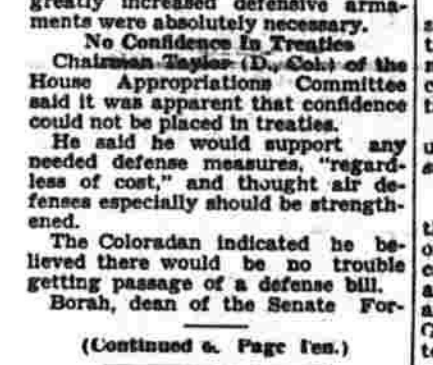 greatly increased defensive arma-
ments were absolutely necessary.
No Confidence In Treaties
Chairman Taylor (D., Col.) of the
House Appropriations Committee
said it was apparent that confidence
could not be placed in treaties.
He said he would support any
needed defense measures, "regard-
less of cost," and thought air de-
fenses especially should be strength-
ened.
The Coloradan indicated he be-
lieved there would be no trouble
getting passage of a defense bill.
Borah, dean of the Senate For-
(Continued Page Ten.)